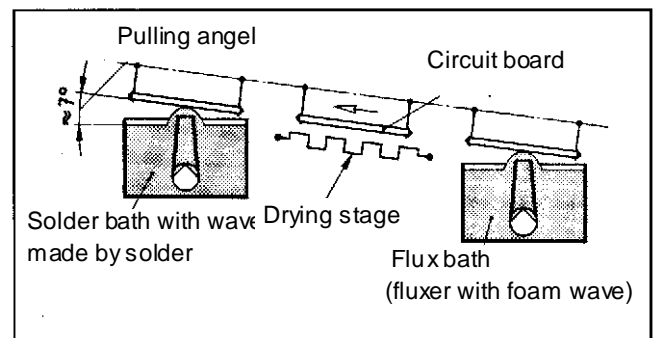 Pulling angel
Circuit board
≈7°
Solder bath with wave
made by solder
Drying stage
Flux bath
(fluxer with foam wave)